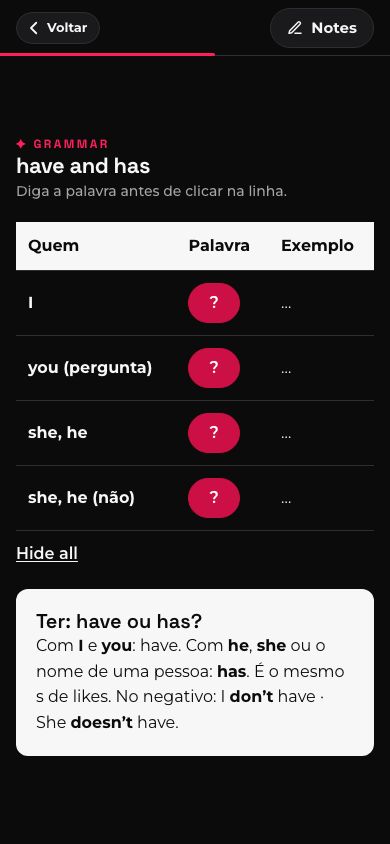 Voltar
Notes
GRAMMAR
have and has
Diga a palavra antes de clicar na linha.
Quem Palavra Exemplo
I ? ...
you (pergunta) ? ...
she, he ? ...
she, he (não) ? ...
Hide all
Ter: have ou has?
Com I e you: have. Com he, she ou o
nome de uma pessoa: has. É o mesmo
s de likes. No negativo: I don’t have ·
She doesn’t have.